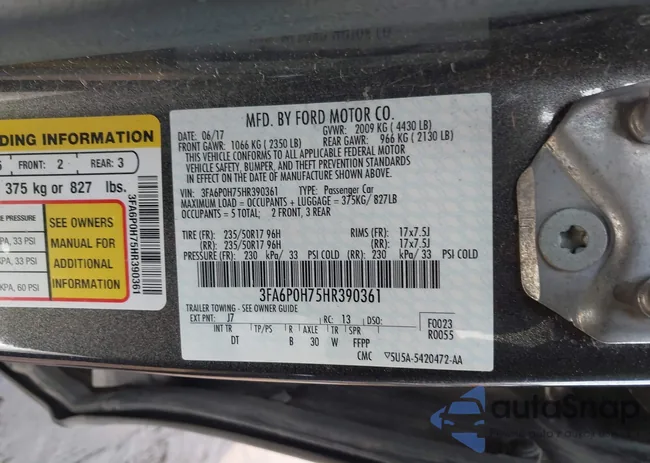 MFD. BY FORD MOTOR CO.
DATE: 06/17 GVWR: 2009 KG ( 4430 LB)
FRONT GAWR: 1066 KG ( 2350 LB) REAR GAWR: 966 KG ( 2130 LB)
THIS VEHICLE CONFORMS TO ALL APPLICABLE FEDERAL MOTOR
VEHICLE SAFETY, BUMPER, AND THEFT PREVENTION STANDARDS
IN EFFECT ON THE DATE OF MANUFACTURE SHOWN ABOVE.
VIN: 3FA6P0H75HR390361 TYPE: Passenger Car
MAXIMUM LOAD = OCCUPANTS + LUGGAGE = 375KG/ 827LB
OCCUPANTS = 5 TOTAL: 2 FRONT, 3 REAR
TIRE (FR): 235/50R17 96H RIMS (FR): 17x7.5J
(RR): 235/50R17 96H (RR): 17x7.5J
PRESSURE (FR): 230 kPa/ 33 PSI COLD (RR): 230 kPa/ 33 PSI COLD
3FA6P0H75HR390361
TRAILER TOWING - SEE OWNER GUIDE
EXT PNT: J7 RC: 13 DSO: F0023
R0055
INT TR TP/PS R AXLE TR SPR
DT B 30 W FFPP
CMC 5U5A-5420472-AA
DING INFORMATION
FRONT: 2 REAR: 3
375 kg or 827 lbs.
E PRESSURE
KPA, 33 PSI
KPA, 33 PSI
KPA, 60 PSI
SEE OWNERS
MANUAL FOR
ADDITIONAL
INFORMATION
3FA6P0H75HR390361
autoSnap